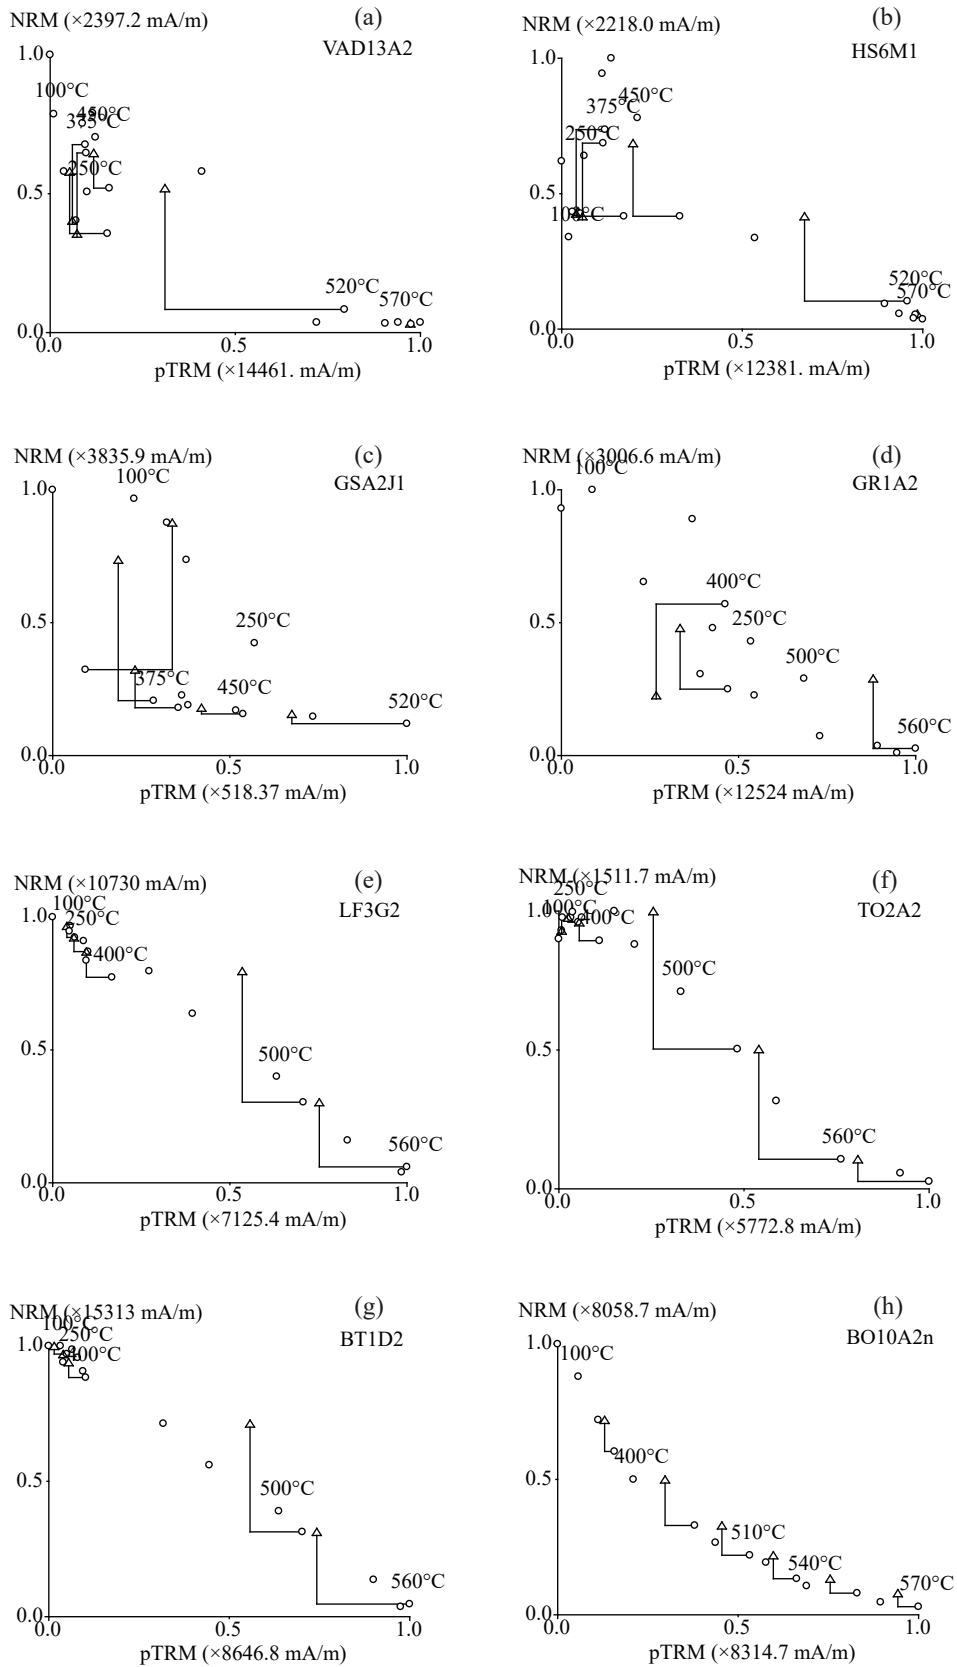 NRM (×2397.2 mA/m)
(a)
VAD13A2
1.0
100°C
450°C
375°C
250°C
0.5
520°C
570°C
0.0
0.0
0.5
1.0
pTRM (×14461. mA/m)
NRM (×2218.0 mA/m)
(b)
HS6M1
1.0
450°C
375°C
250°C
0.5
100°C
520°C
570°C
0.0
0.0
0.5
1.0
pTRM (×12381. mA/m)
NRM (×3835.9 mA/m)
(c)
GSA2J1
100°C
1.0
0.5
250°C
375°C
450°C
520°C
0.0
0.0
0.5
1.0
pTRM (×518.37 mA/m)
NRM (×3006.6 mA/m)
(d)
GR1A2
100°C
1.0
400°C
0.5
250°C
500°C
560°C
0.0
0.0
0.5
1.0
pTRM (×12524 mA/m)
NRM (×10730 mA/m)
(e)
LF3G2
100°C
1.0
250°C
400°C
0.5
500°C
560°C
0.0
0.0
0.5
1.0
pTRM (×7125.4 mA/m)
NRM (×1511.7 mA/m)
(f)
TO2A2
250°C
100°C
1.0
400°C
500°C
0.5
560°C
0.0
0.0
0.5
1.0
pTRM (×5772.8 mA/m)
NRM (×15313 mA/m)
(g)
BT1D2
100°C
250°C
1.0
400°C
0.5
500°C
560°C
0.0
0.0
0.5
1.0
pTRM (×8646.8 mA/m)
NRM (×8058.7 mA/m)
(h)
BO10A2n
1.0
100°C
400°C
0.5
510°C
540°C
570°C
0.0
0.0
0.5
1.0
pTRM (×8314.7 mA/m)